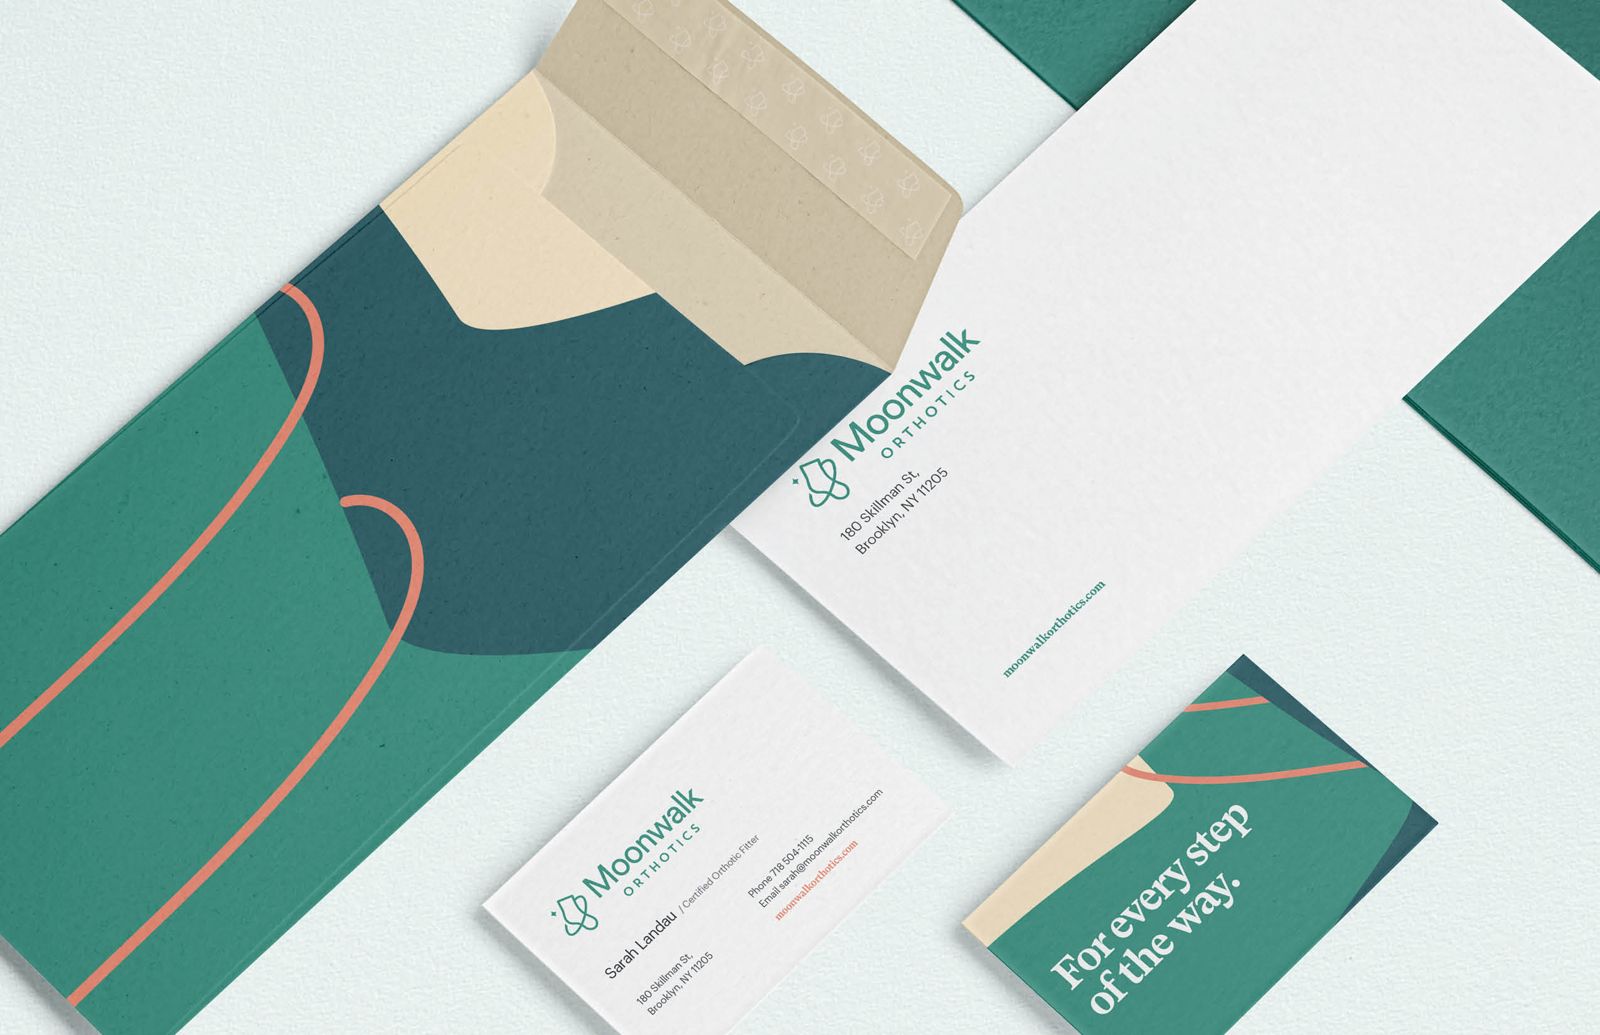 Moonwalk
ORTHOTICS
180 Skillman St,
Brooklyn, NY 11205
moonwalkorthotics.com
Moonwalk
ORTHOTICS
Sarah Landau / Certified Orthotic Fitter
180 Skillman St,
Brooklyn, NY 11205
Phone 718 504-1115
Email sarah@moonwalkorthotics.com
moonwalkorthotics.com
For every step
of the way.